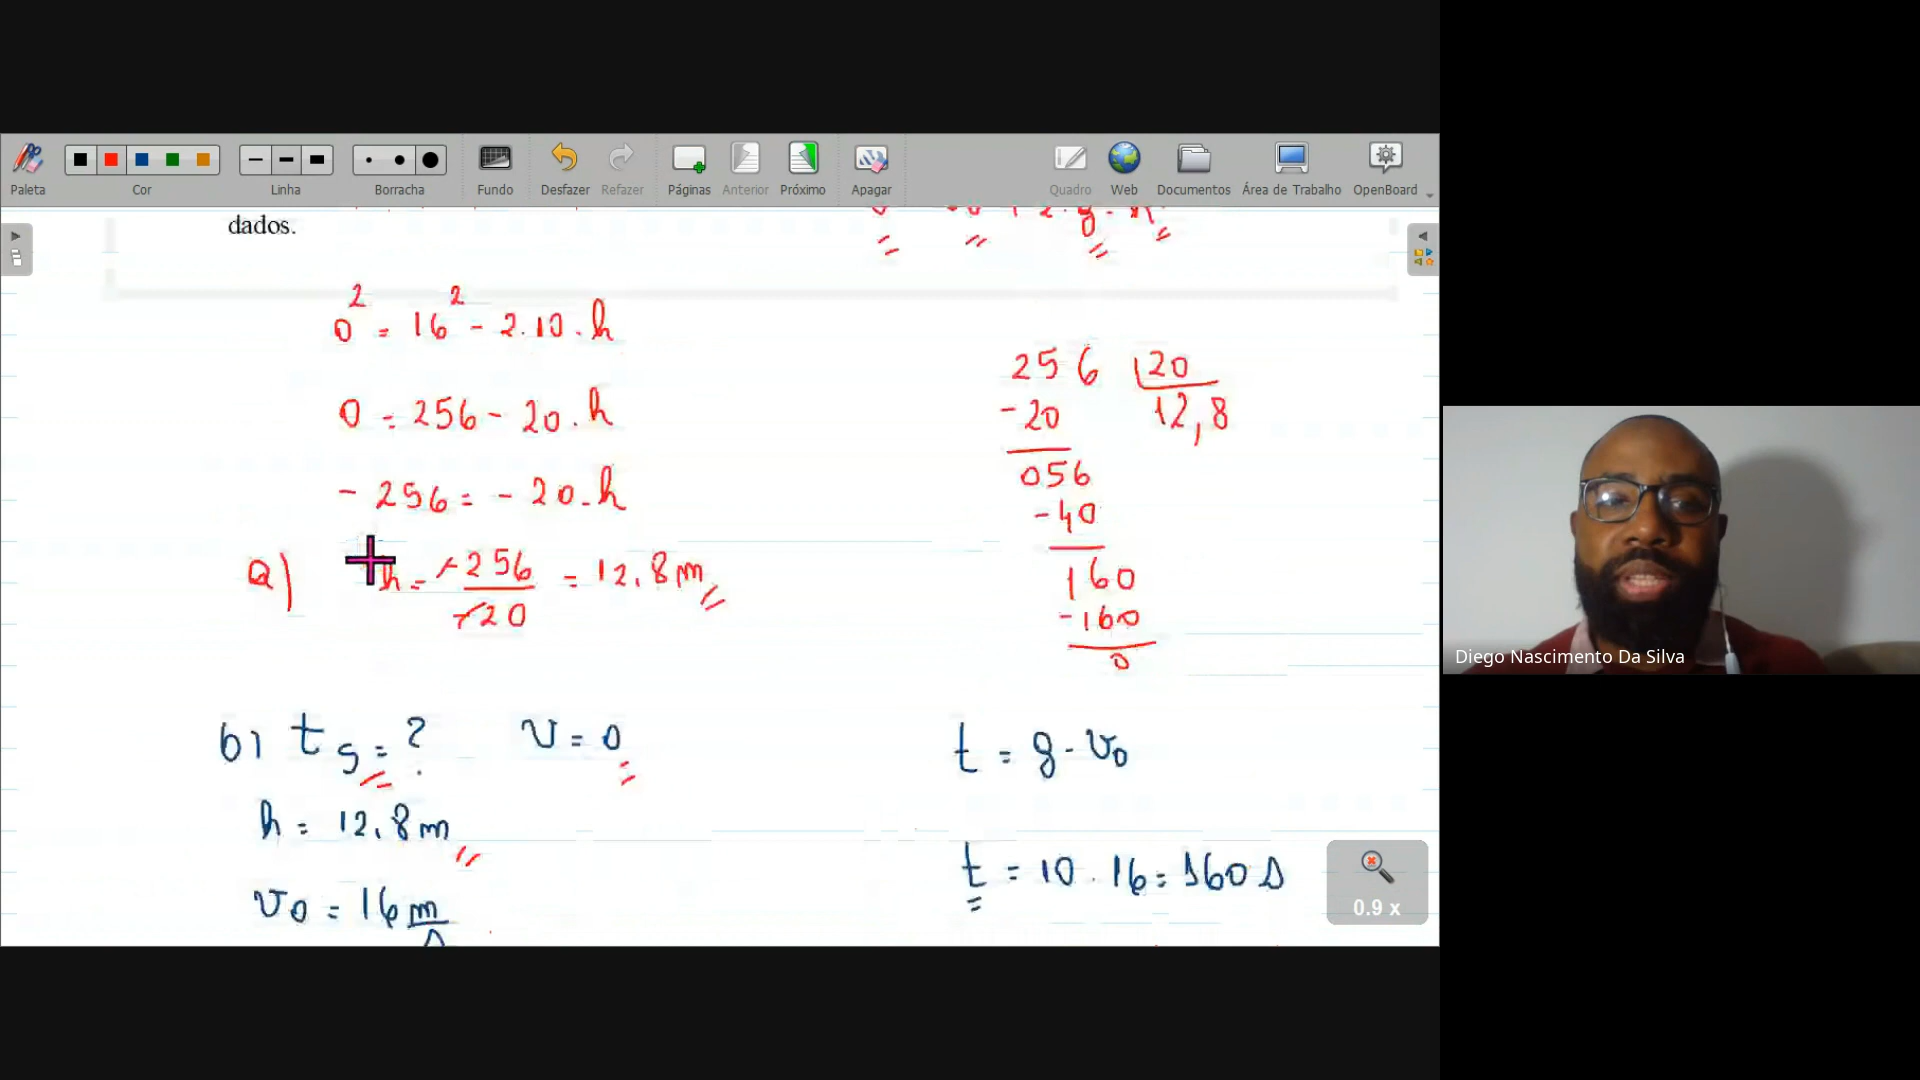 Paleta Cor Linha Borracha Fundo Desfazer Refazer Páginas Anterior Próximo Apagar Quadro Web Documentos Área de Trabalho OpenBoard
dados.
0² = 16² - 2.10.h
0 = 256 - 20.h
- 256 = - 20.h
a) h = -256/-20 = 12,8m
256 |20
-20 12,8
056
-40
160
-160
0
b) ts = ? v = 0
h = 12,8m
v0 = 16 m/s
t = g.v0
t = 10.16 = 160s
0.9 x
Diego Nascimento Da Silva